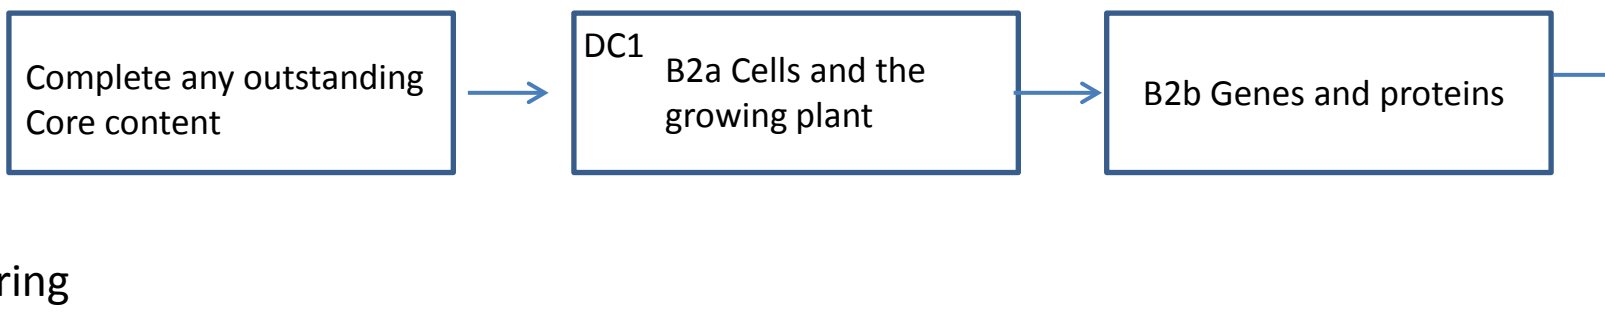 Complete any outstanding
Core content
DC1
B2a Cells and the
growing plant
B2b Genes and proteins
ring